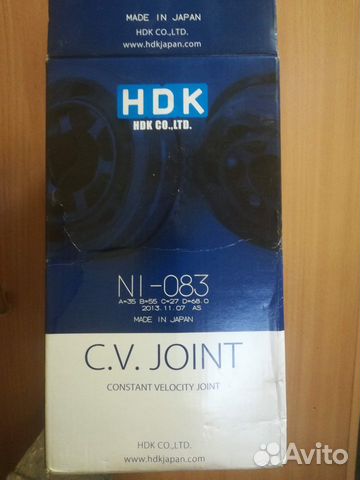 MADE IN JAPAN
HDK CO.,LTD.
www.hdkjapan.com
HDK
HDK CO.,LTD.
NI-083
A=35 B=55 C=27 D=68.0
2013.11.07 AS
MADE IN JAPAN
C.V. JOINT
CONSTANT VELOCITY JOINT
HDK CO.,LTD.
www.hdkjapan.com
Avito